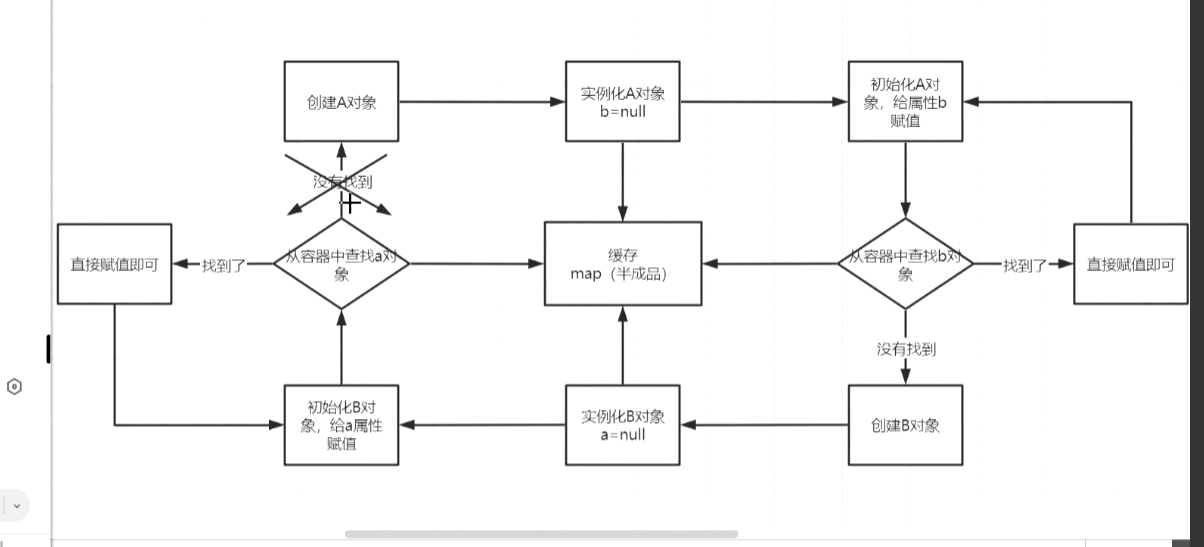 创建A对象
实例化A对象
b=null
初始化A对
象，给属性b
赋值
没有找到
直接赋值即可
找到了
从容器中查找a对
象
缓存
map（半成品）
从容器中查找b对
象
找到了
直接赋值即可
没有找到
初始化B对
象，给a属性
赋值
实例化B对象
a=null
创建B对象